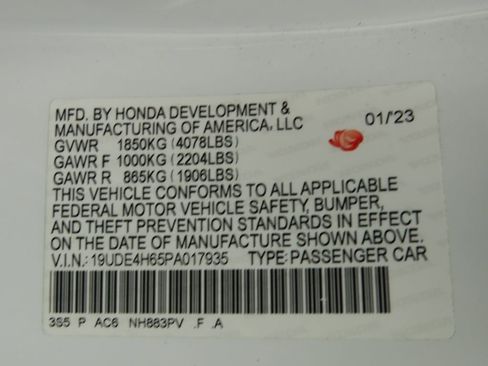 MFD. BY HONDA DEVELOPMENT &
MANUFACTURING OF AMERICA, LLC 01/23
GVWR 1850KG (4078LBS)
GAWR F 1000KG (2204LBS)
GAWR R 865KG (1906LBS)
THIS VEHICLE CONFORMS TO ALL APPLICABLE
FEDERAL MOTOR VEHICLE SAFETY, BUMPER,
AND THEFT PREVENTION STANDARDS IN EFFECT
ON THE DATE OF MANUFACTURE SHOWN ABOVE.
V.I.N.: 19UDE4H65PA017935 TYPE: PASSENGER CAR
3S5 P AC6 NH883PV .F .A